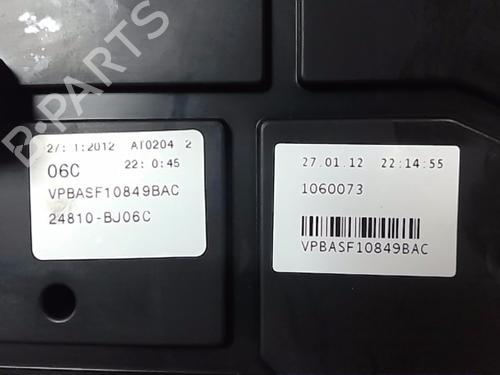 B-PARTS
27: 1:2012 AT0204 2
06C 22: 0:45
VPBASF10849BAC
24810-BJ06C
27.01.12 22:14:55
1060073
VPBASF10849BAC